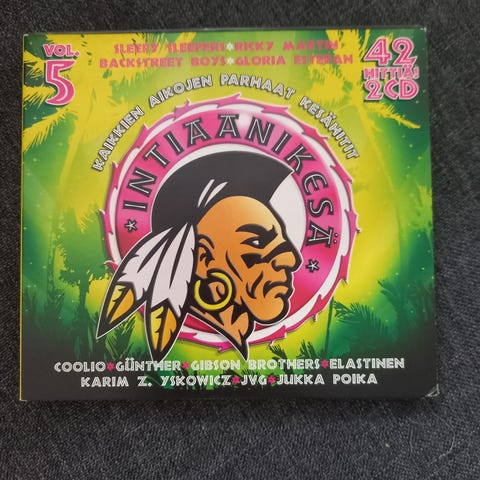 VOL. 5
SLEEPY SLEEPERS*RICKY MARTIN
BACKSTREET BOYS*GLORIA ESTEFAN
42 HITTIÄ!
2CD
KAIKKIEN AIKOJEN PARHAAT KESÄHITIT
INTIAANIKESÄ
COOLIO*GÜNTHER*GIBSON BROTHERS*ELASTINEN
KARIM Z. YSKOWICZ*JVG*JUKKA POIKA